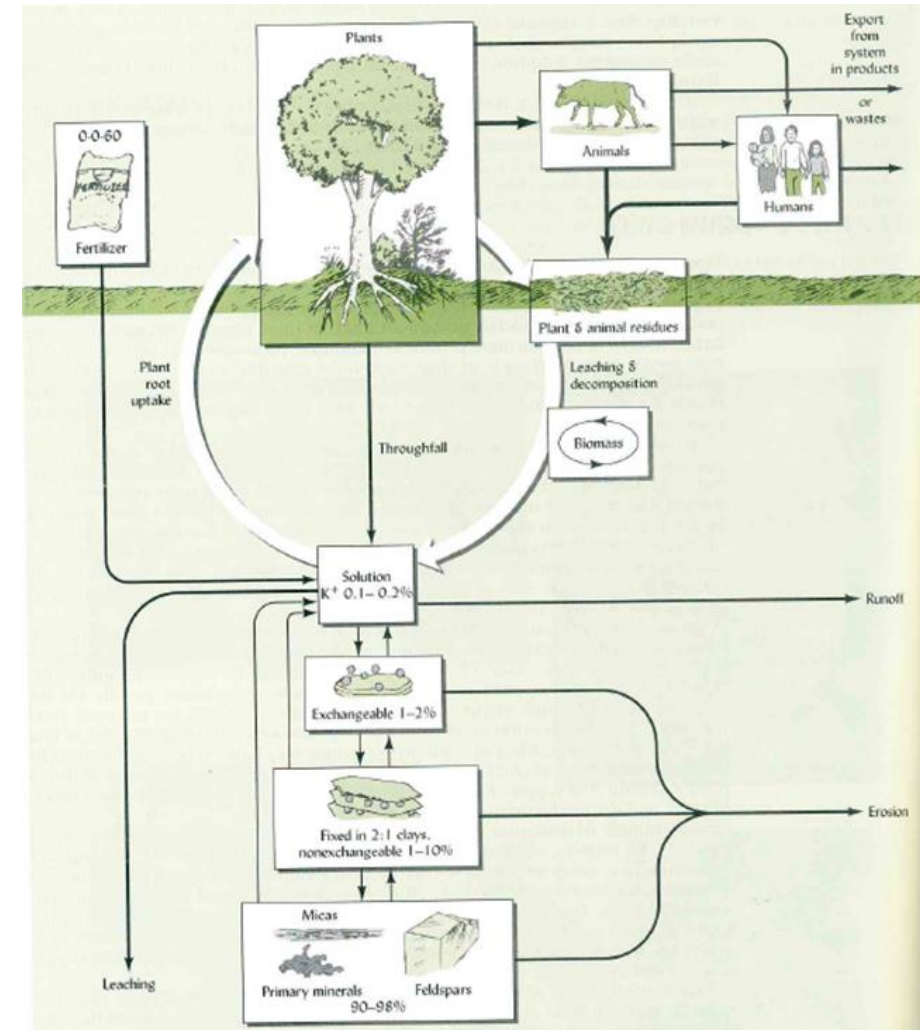 Plants
Export
from
system
in products
or
wastes
0-0-60
FERTILIZER
Fertilizer
Animals
Humans
Plant & animal residues
Plant
root
uptake
Leaching &
decomposition
Biomass
Throughfall
Solution
K⁺ 0.1–0.2%
Runoff
Exchangeable 1–2%
Fixed in 2:1 clays,
nonexchangeable 1–10%
Erosion
Micas
Primary minerals
Feldspars
90–98%
Leaching